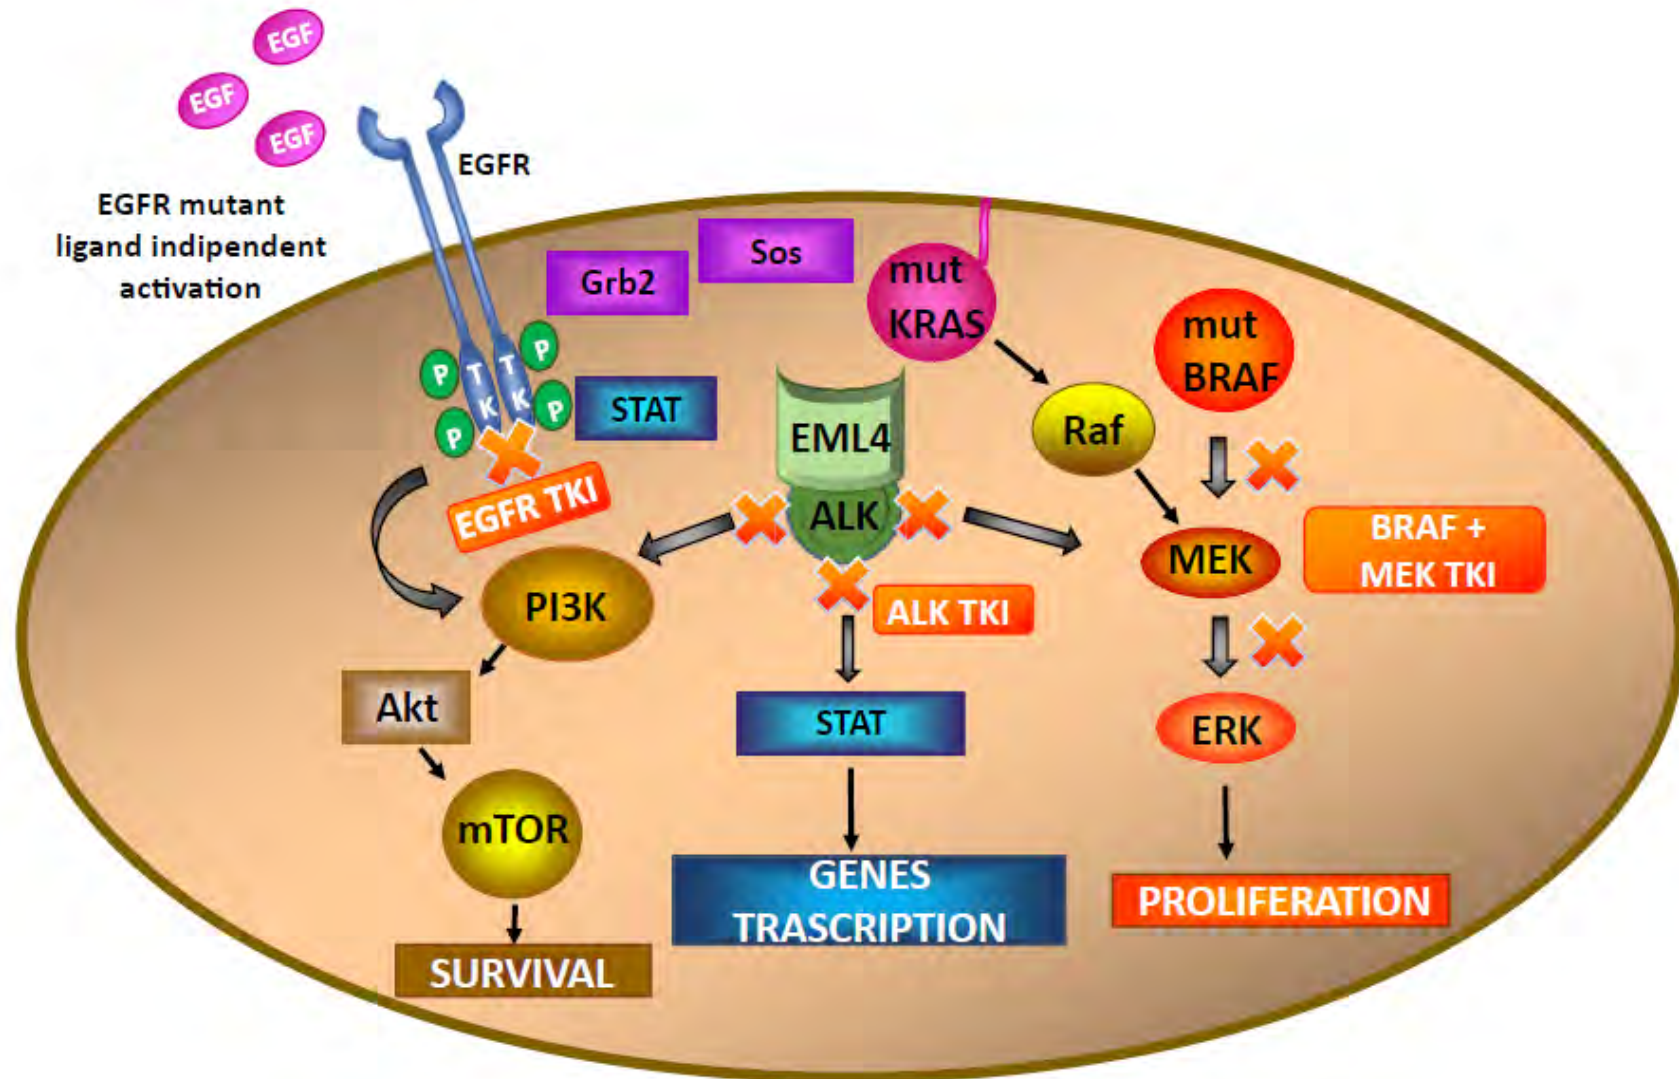 EGF
EGF
EGF
EGFR
EGFR mutant
ligand indipendent
activation
Grb2
Sos
mut
KRAS
mut
BRAF
P
P
P
P
T
K
T
K
STAT
EML4
ALK
Raf
EGFR TKI
PI3K
MEK
BRAF +
MEK TKI
ALK TKI
Akt
STAT
ERK
mTOR
GENES
TRASCRIPTION
PROLIFERATION
SURVIVAL